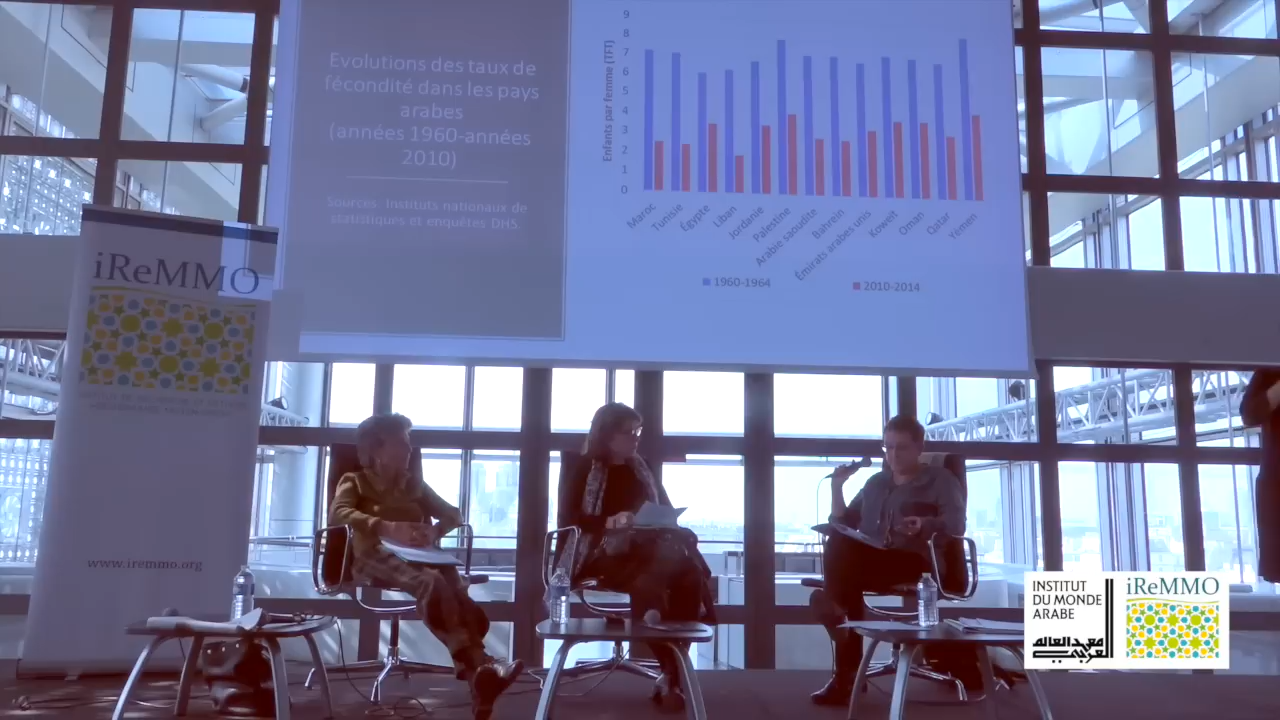 Evolutions des taux de
fécondité dans les pays
arabes
(années 1960-années
2010)
Sources: Instituts nationaux de
statistiques et enquêtes DHS.
Enfants par femme (TFT)
9
8
7
6
5
4
3
2
1
0
Maroc
Tunisie
Égypte
Liban
Jordanie
Palestine
Arabie saoudite
Bahreïn
Émirats arabes unis
Koweït
Oman
Qatar
Yémen
1960-1964
2010-2014
iReMMO
www.iremmo.org
INSTITUT
DU MONDE
ARABE
معهد العالم
العربي
iReMMO